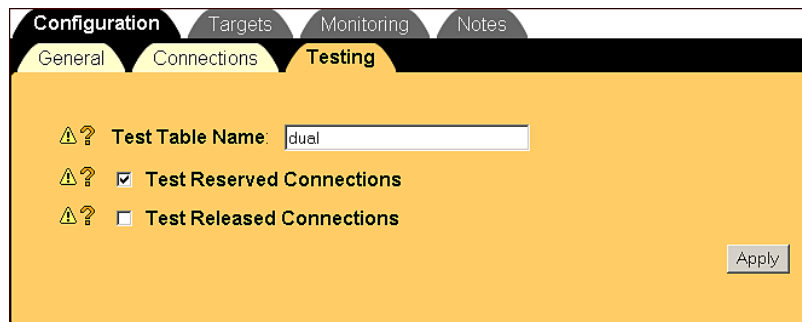 Configuration Targets Monitoring Notes
General Connections Testing
Test Table Name: dual
Test Reserved Connections
Test Released Connections
Apply